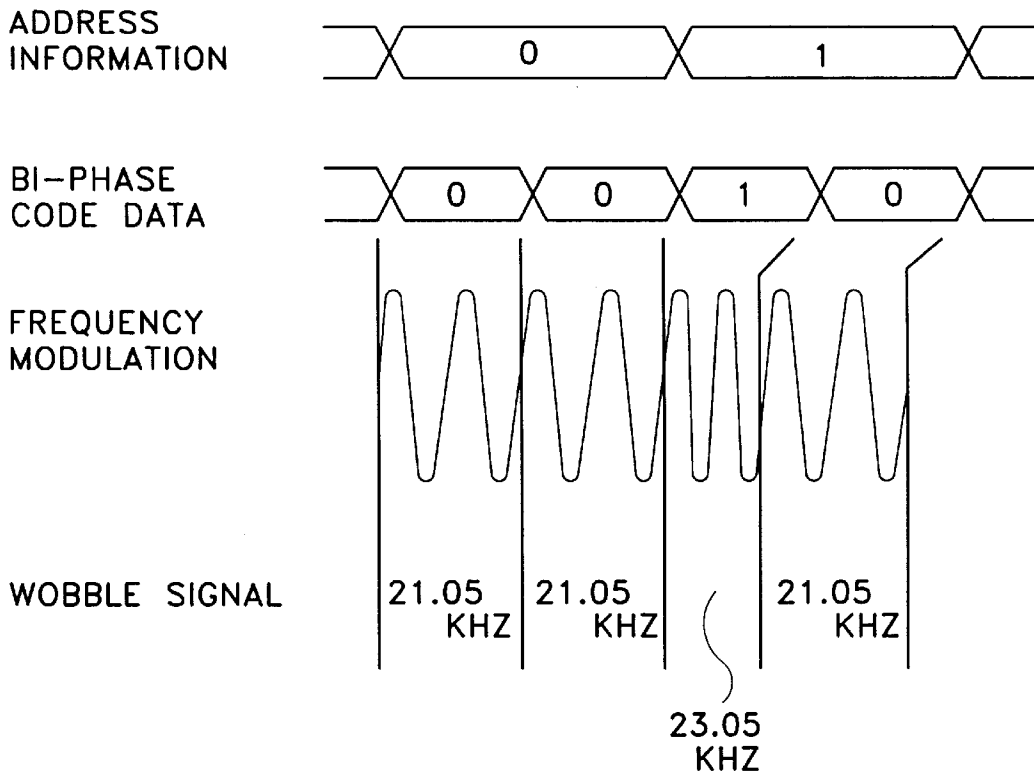 ADDRESS
INFORMATION
0 1
BI-PHASE
CODE DATA
0 0 1 0
FREQUENCY
MODULATION
WOBBLE SIGNAL
21.05
KHZ
21.05
KHZ
21.05
KHZ
23.05
KHZ